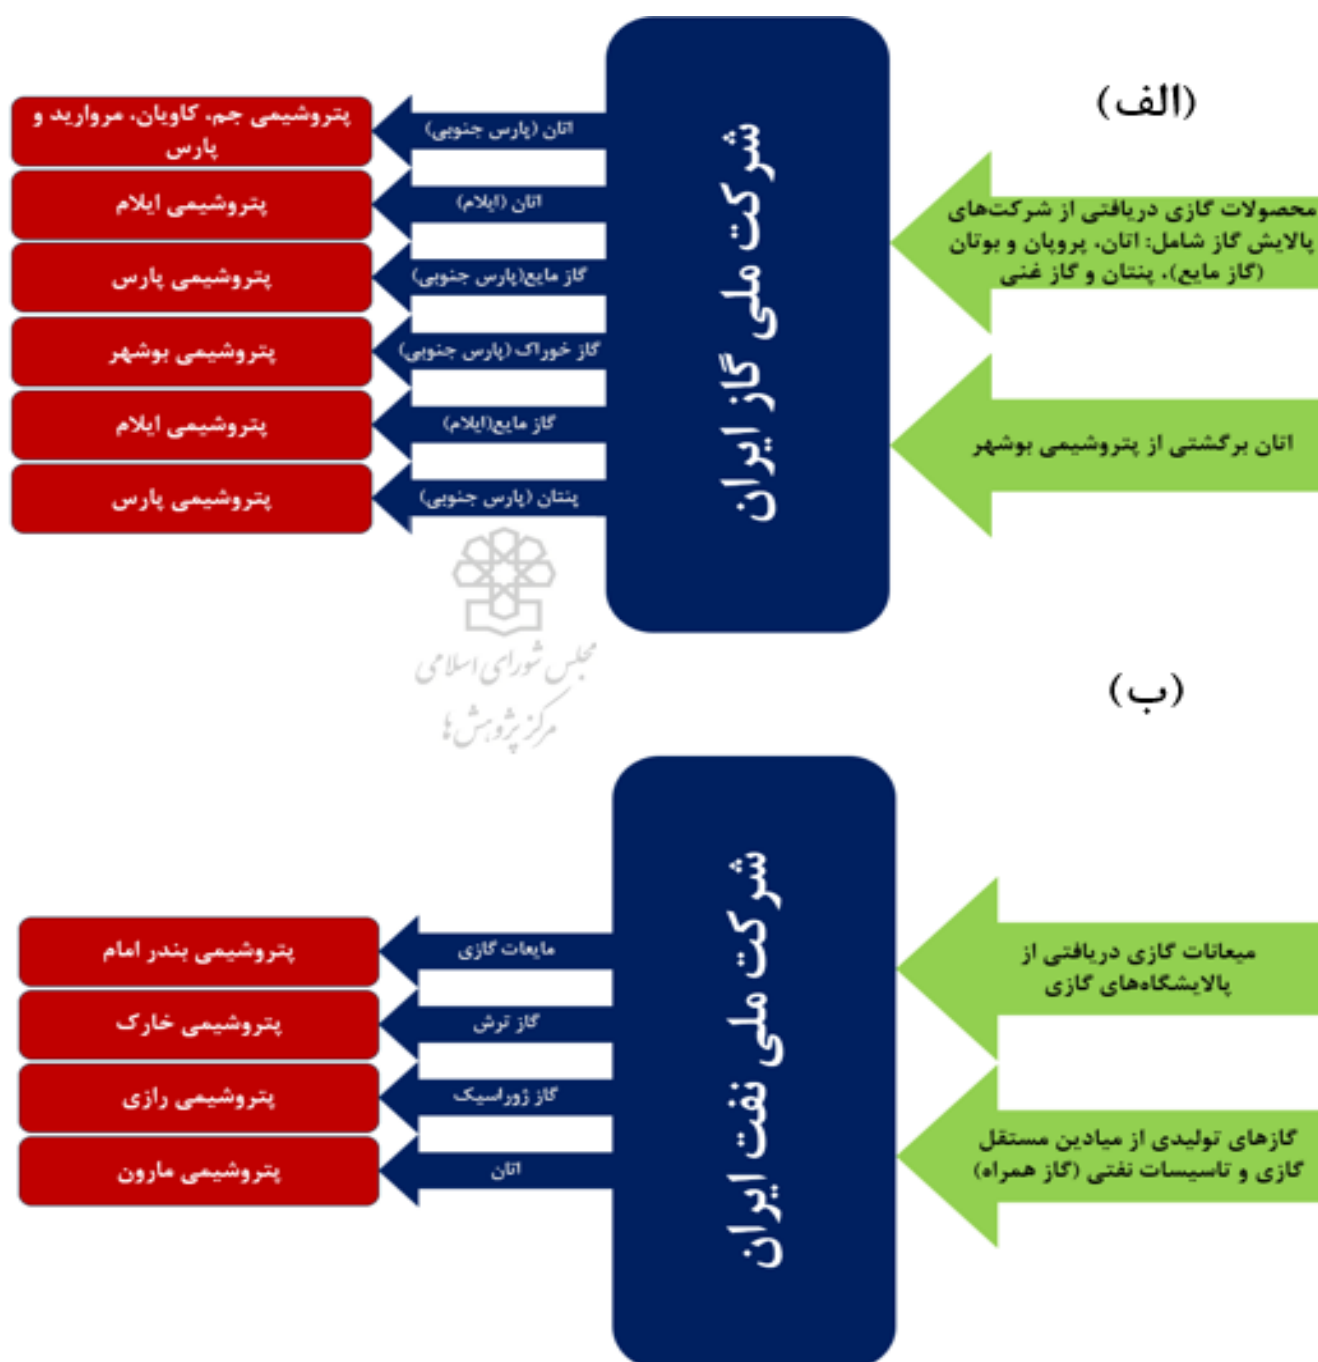 (الف)
محصولات گازی دریافتی از شرکت‌های
پالایش گاز شامل: اتان، پروپان و بوتان
(گاز مایع)، پنتان و گاز غنی
اتان برگشتی از پتروشیمی بوشهر
شرکت ملی گاز ایران
اتان (پارس جنوبی)
پتروشیمی جم، کاویان، مروارید و
پارس
اتان (ایلام)
پتروشیمی ایلام
گاز مایع(پارس جنوبی)
پتروشیمی پارس
گاز خوراک (پارس جنوبی)
پتروشیمی بوشهر
گاز مایع(ایلام)
پتروشیمی ایلام
پنتان (پارس جنوبی)
پتروشیمی پارس
مجلس شورای اسلامی
مرکز پژوهش‌ها
(ب)
میعانات گازی دریافتی از
پالایشگاه‌های گازی
گازهای تولیدی از میادین مستقل
گازی و تاسیسات نفتی (گاز همراه)
شرکت ملی نفت ایران
مایعات گازی
پتروشیمی بندر امام
گاز ترش
پتروشیمی خارک
گاز ژوراسیک
پتروشیمی رازی
اتان
پتروشیمی مارون